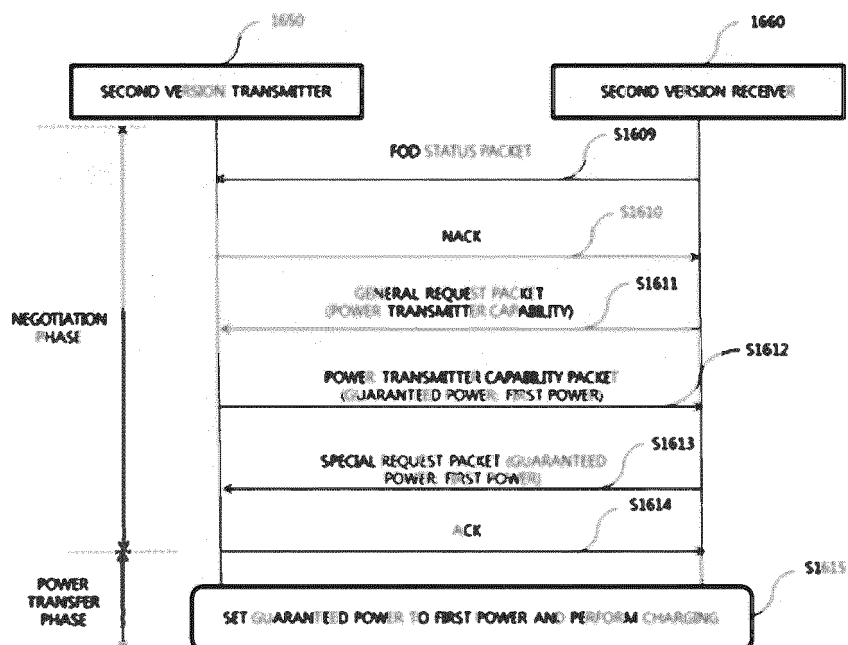 1650
1660
SECOND VERSION TRANSMITTER
SECOND VERSION RECEIVER
S1609
FOD STATUS PACKET
S1610
NACK
S1611
GENERAL REQUEST PACKET
(POWER TRANSMITTER CAPABILITY)
NEGOTIATION
PHASE
S1612
POWER TRANSMITTER CAPABILITY PACKET
(GUARANTEED POWER: FIRST POWER)
S1613
SPECIAL REQUEST PACKET (GUARANTEED
POWER: FIRST POWER)
S1614
ACK
S1615
POWER
TRANSFER
PHASE
SET GUARANTEED POWER TO FIRST POWER AND PERFORM CHARGING